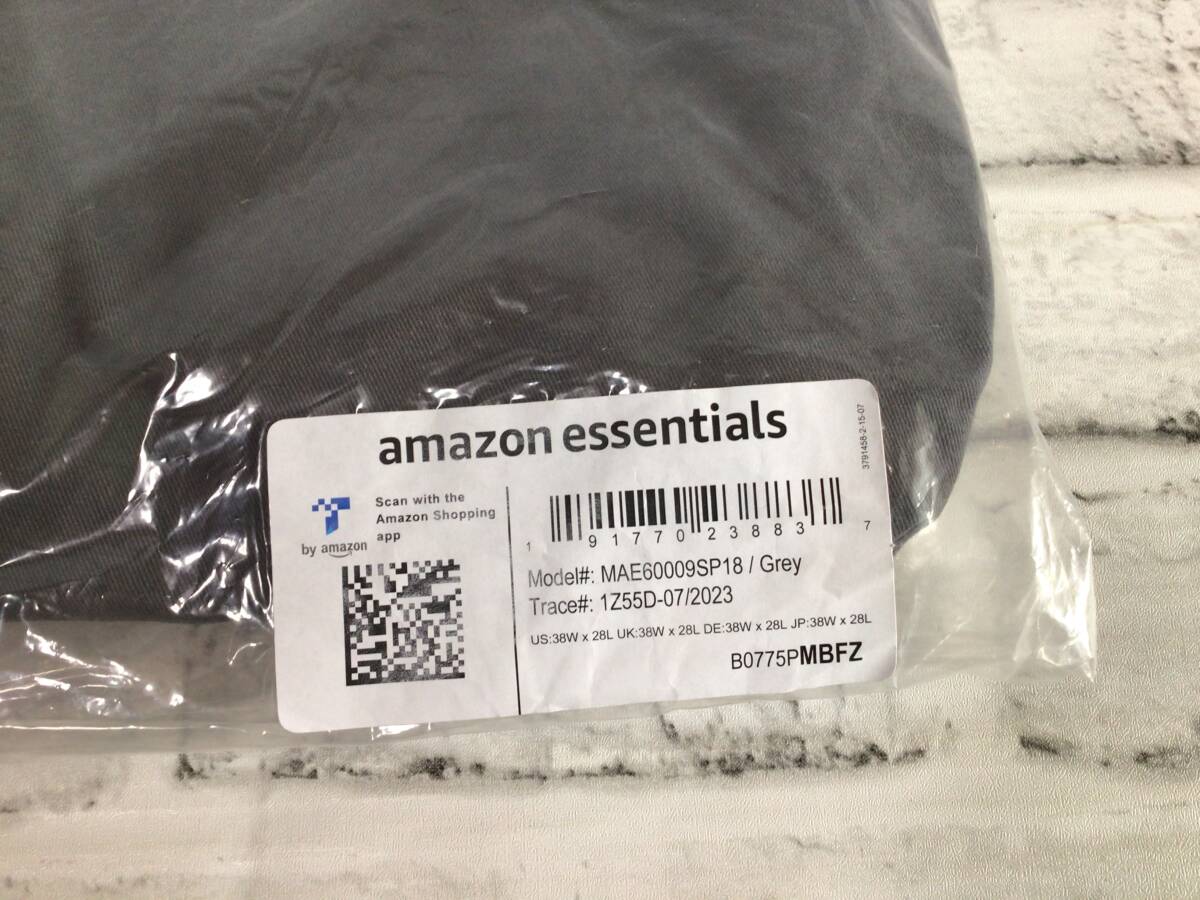 amazon essentials
3791458-2-15-07
Scan with the
Amazon Shopping
app
by amazon
1 91770 23883 7
Model#: MAE60009SP18 / Grey
Trace#: 1Z55D-07/2023
US:38W x 28L UK:38W x 28L DE:38W x 28L JP:38W x 28L
B0775PMBFZ